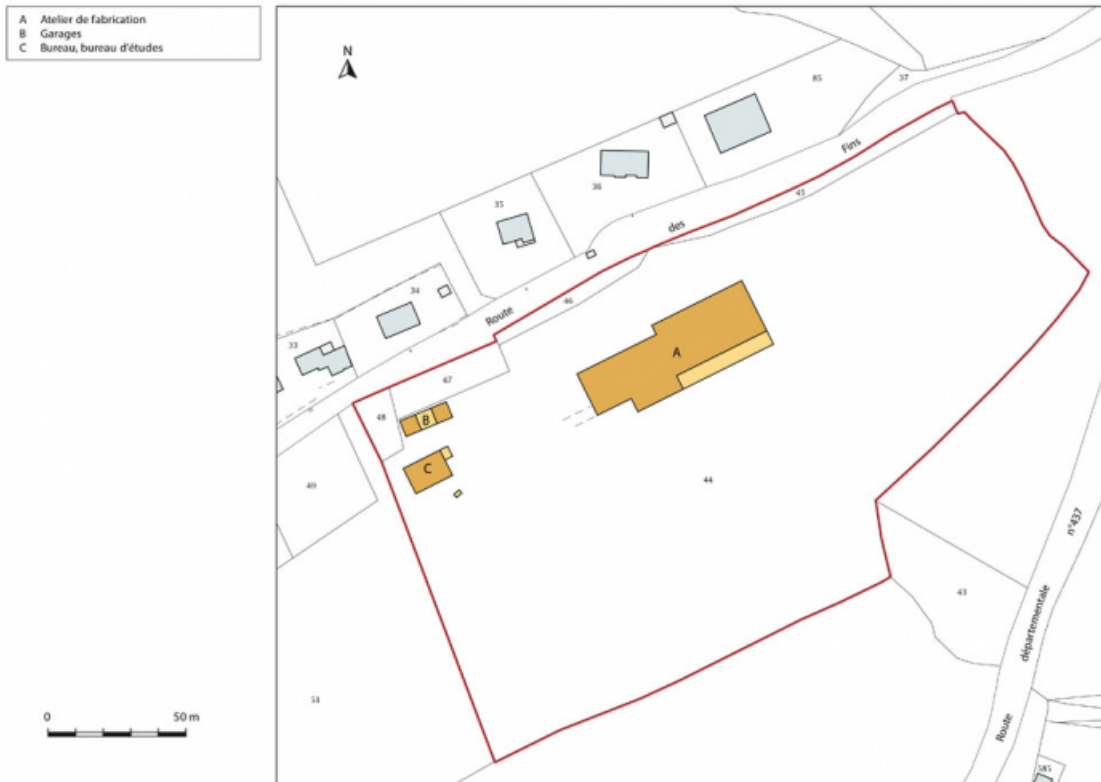 A Atelier de fabrication
B Garages
C Bureau, bureau d'études
N
85
37
Fins
36
45
35
des
34
Route
46
33
A
47
48
B
C
49
44
n°437
43
départementale
51
0 50 m
Route
585